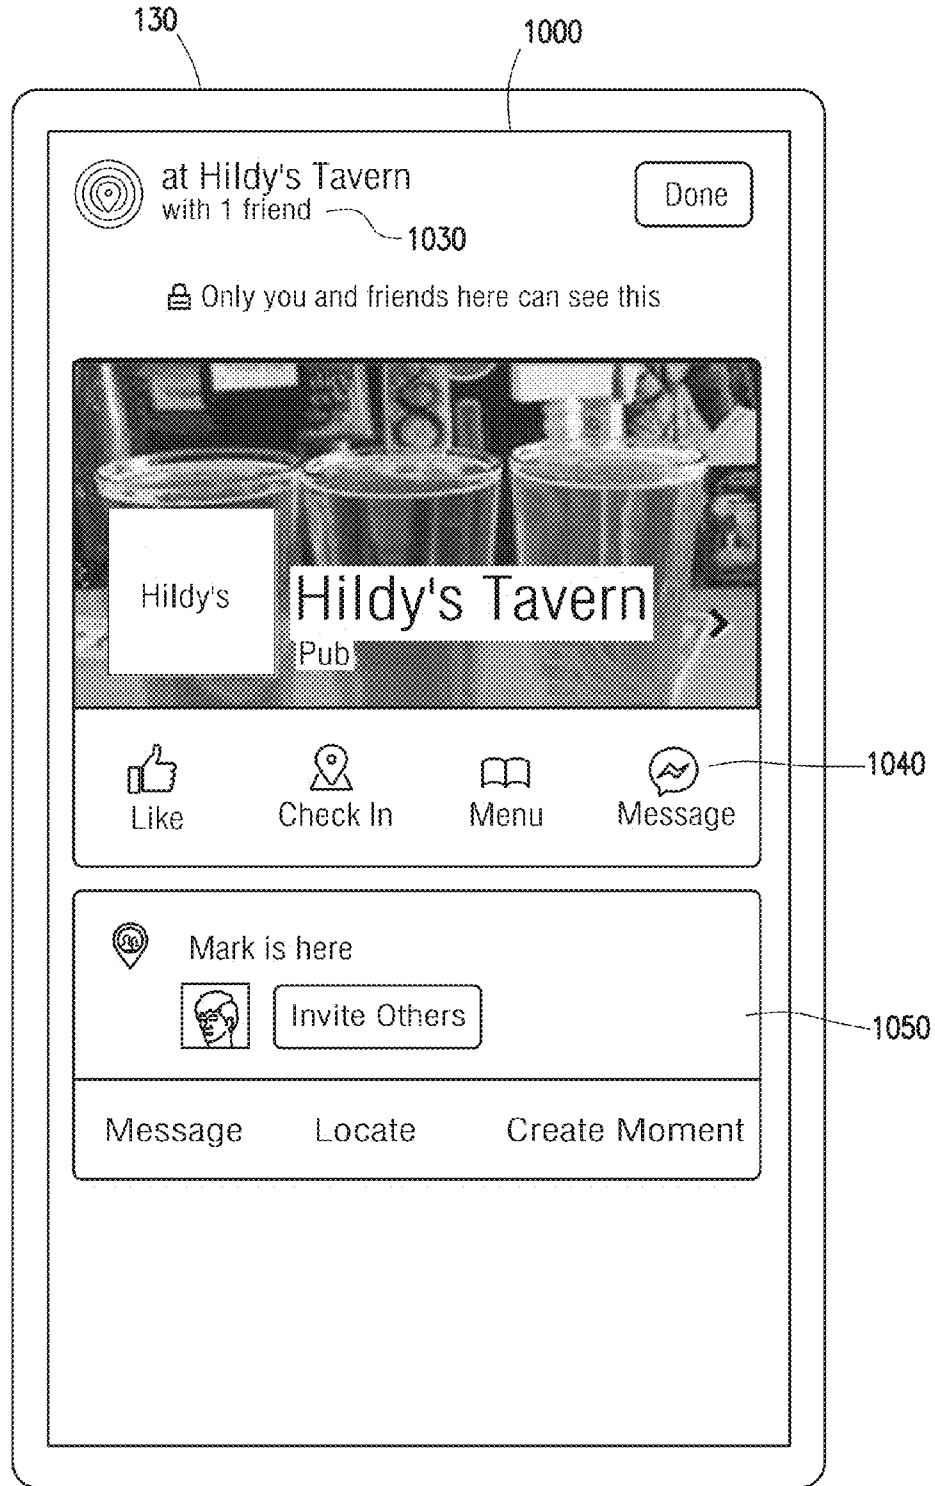 130
1000
at Hildy's Tavern
Done
with 1 friend
1030
Only you and friends here can see this
Hildy's
Hildy's Tavern
Pub
1040
Like
Check In
Menu
Message
Mark is here
Invite Others
1050
Message
Locate
Create Moment